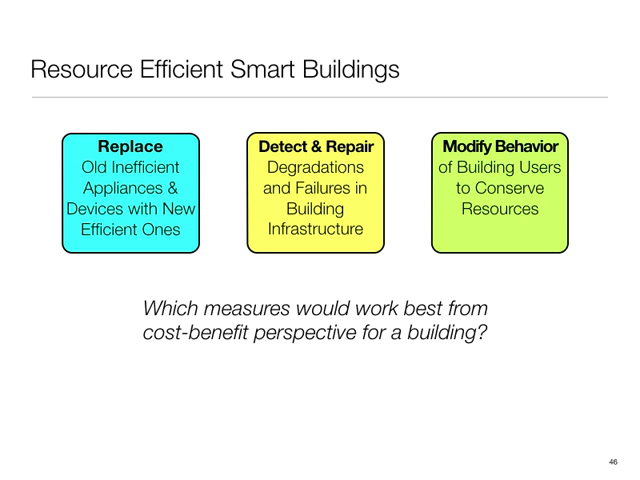 Resource Efficient Smart Buildings
Replace
Old Inefficient
Appliances &
Devices with New
Efficient Ones
Detect & Repair
Degradations
and Failures in
Building
Infrastructure
Modify Behavior
of Building Users
to Conserve
Resources
Which measures would work best from
cost-benefit perspective for a building?
46